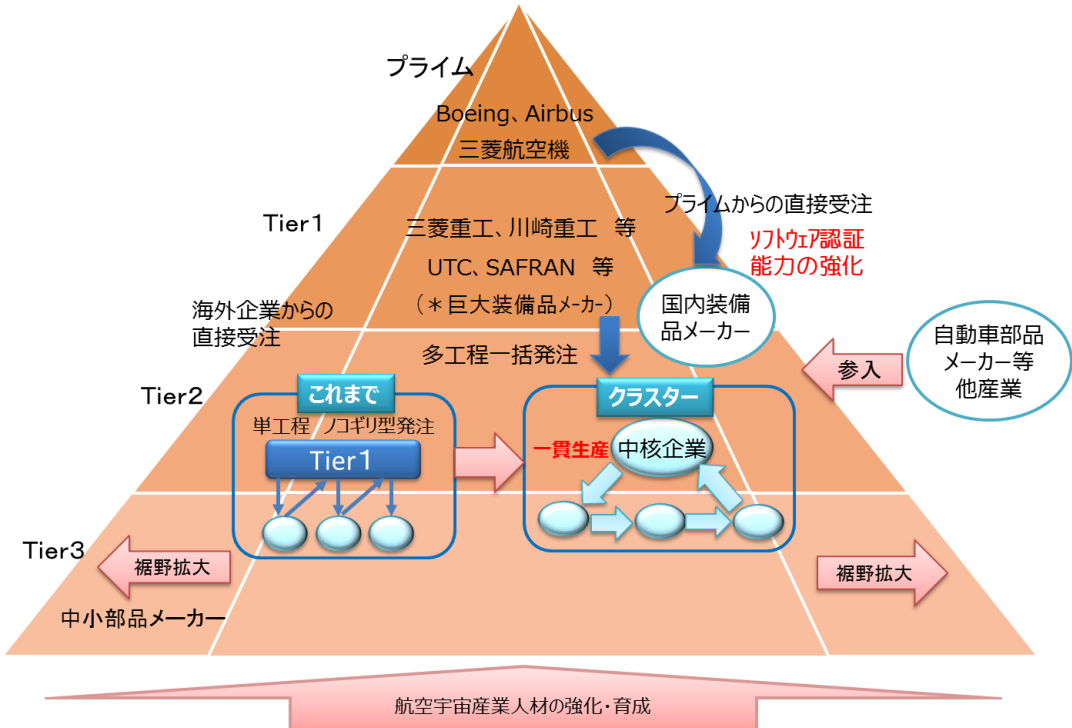 プライム
Boeing、Airbus
三菱航空機
Tier1
プライムからの直接受注
三菱重工、川崎重工 等
ソフトウェア認証
能力の強化
UTC、SAFRAN 等
(*巨大装備品メーカー)
国内装備
品メーカー
海外企業からの
直接受注
多工程一括発注
自動車部品
メーカー等
他産業
参入
Tier2
これまで
単工程 ノコギリ型発注
Tier1
クラスター
一貫生産
中核企業
Tier3
裾野拡大
裾野拡大
中小部品メーカー
航空宇宙産業人材の強化・育成